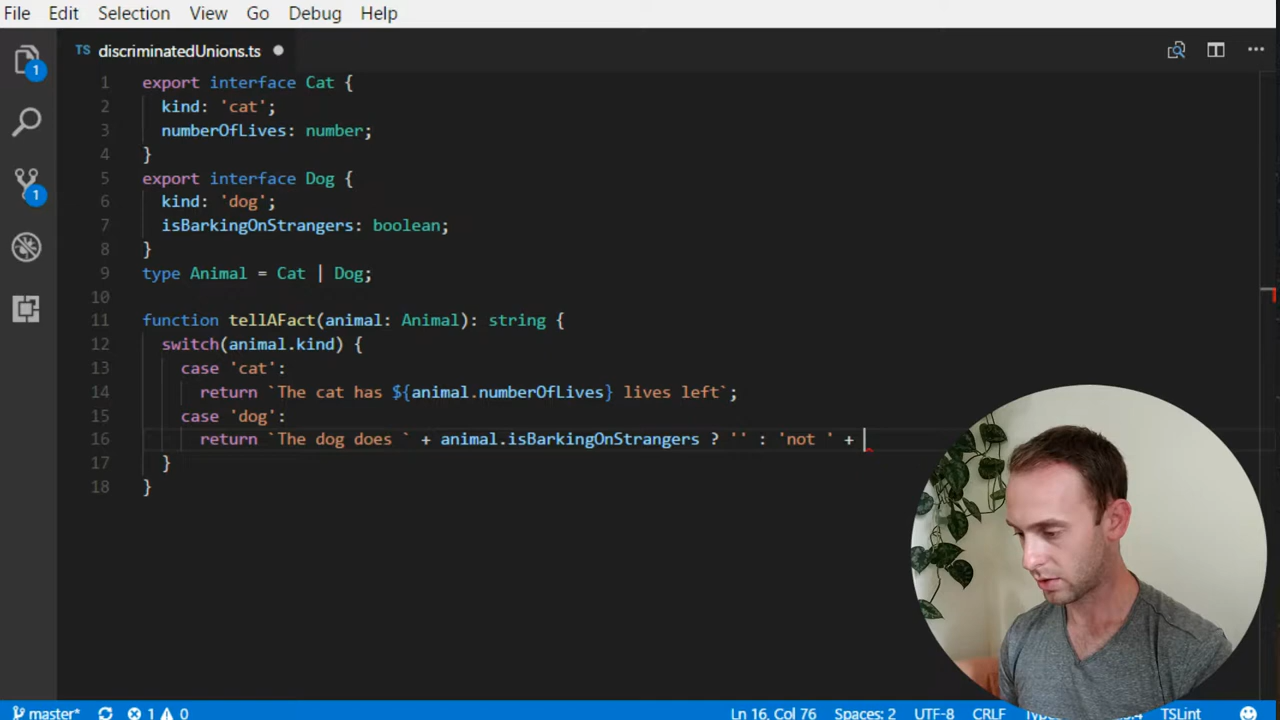 File Edit Selection View Go Debug Help
TS discriminatedUnions.ts
1 export interface Cat {
2 kind: 'cat';
3 numberOfLives: number;
4 }
5 export interface Dog {
6 kind: 'dog';
7 isBarkingOnStrangers: boolean;
8 }
9 type Animal = Cat | Dog;
10
11 function tellAFact(animal: Animal): string {
12 switch(animal.kind) {
13 case 'cat':
14 return `The cat has ${animal.numberOfLives} lives left`;
15 case 'dog':
16 return `The dog does ` + animal.isBarkingOnStrangers ? '' : 'not ' +
17 }
18 }
1
1
master* 1 0 Ln 16, Col 76 Spaces: 2 UTF-8 CRLF TSLint